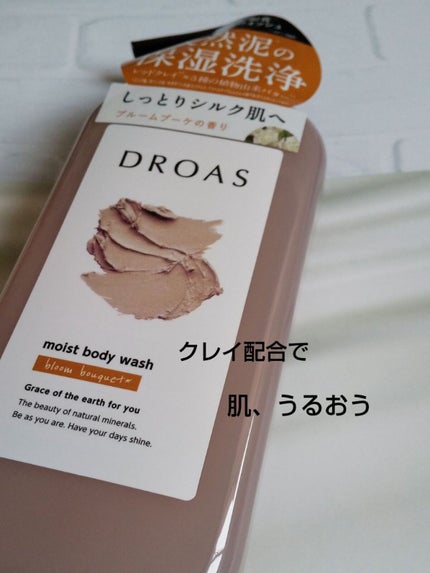 泥の
保湿洗浄
しっとりシルク肌へ
ブルームブーケの香り
DROAS
moist body wash
bloom bouquet
Grace of the earth for you
The beauty of natural minerals.
Be as you are. Have your days shine.
クレイ配合で
肌、うるおう